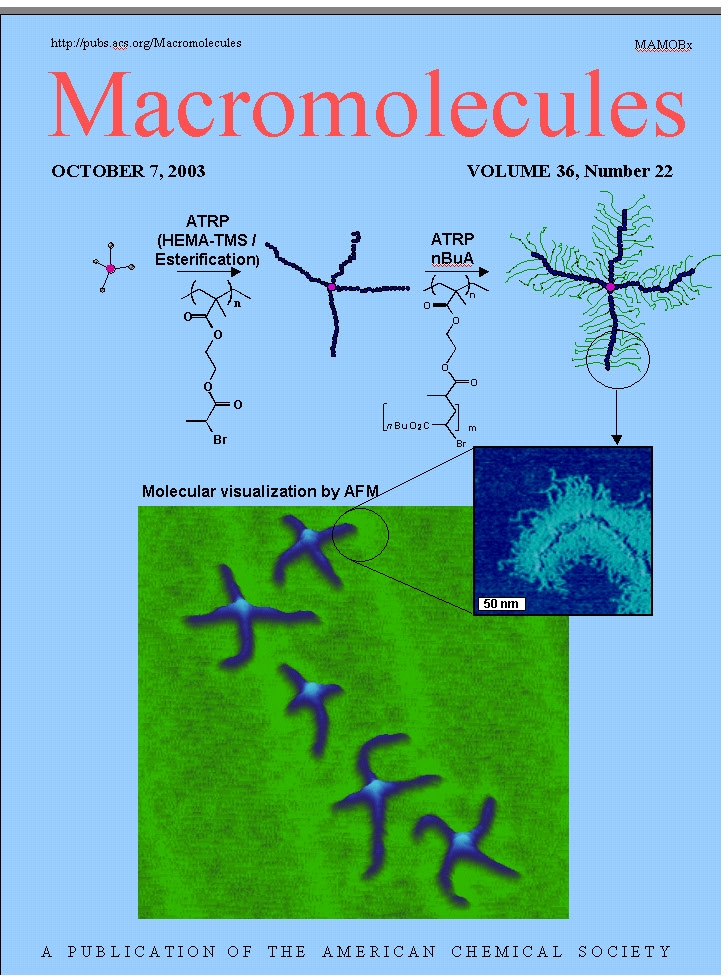 http://pubs.acs.org/Macromolecules
MAMOBx
Macromolecules
OCTOBER 7, 2003
VOLUME 36, Number 22
ATRP
(HEMA-TMS /
Esterification)
ATRP
nBuA
n
O
O
O
O
Br
n
O
O
O
O
nBuO2C
m
Br
Molecular visualization by AFM
50 nm
A PUBLICATION OF THE AMERICAN CHEMICAL SOCIETY